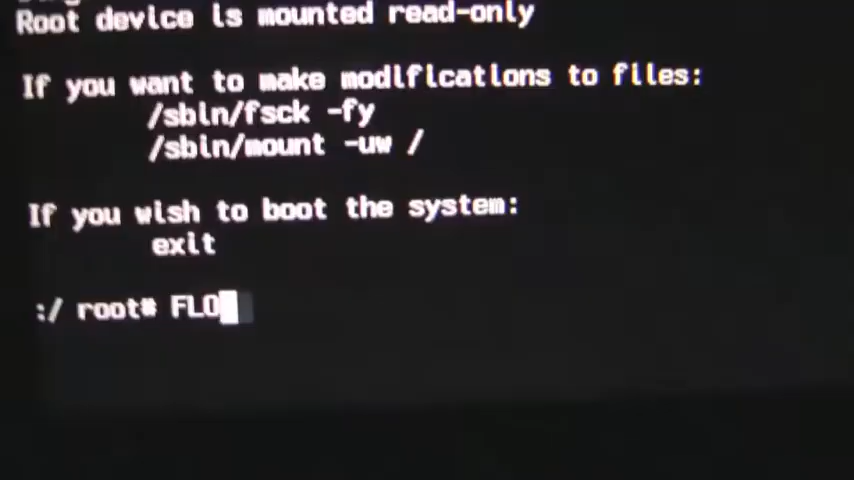 Root device is mounted read-only
If you want to make modifications to files:
/sbin/fsck -fy
/sbin/mount -uw /
If you wish to boot the system:
exit
:/ root# FLO